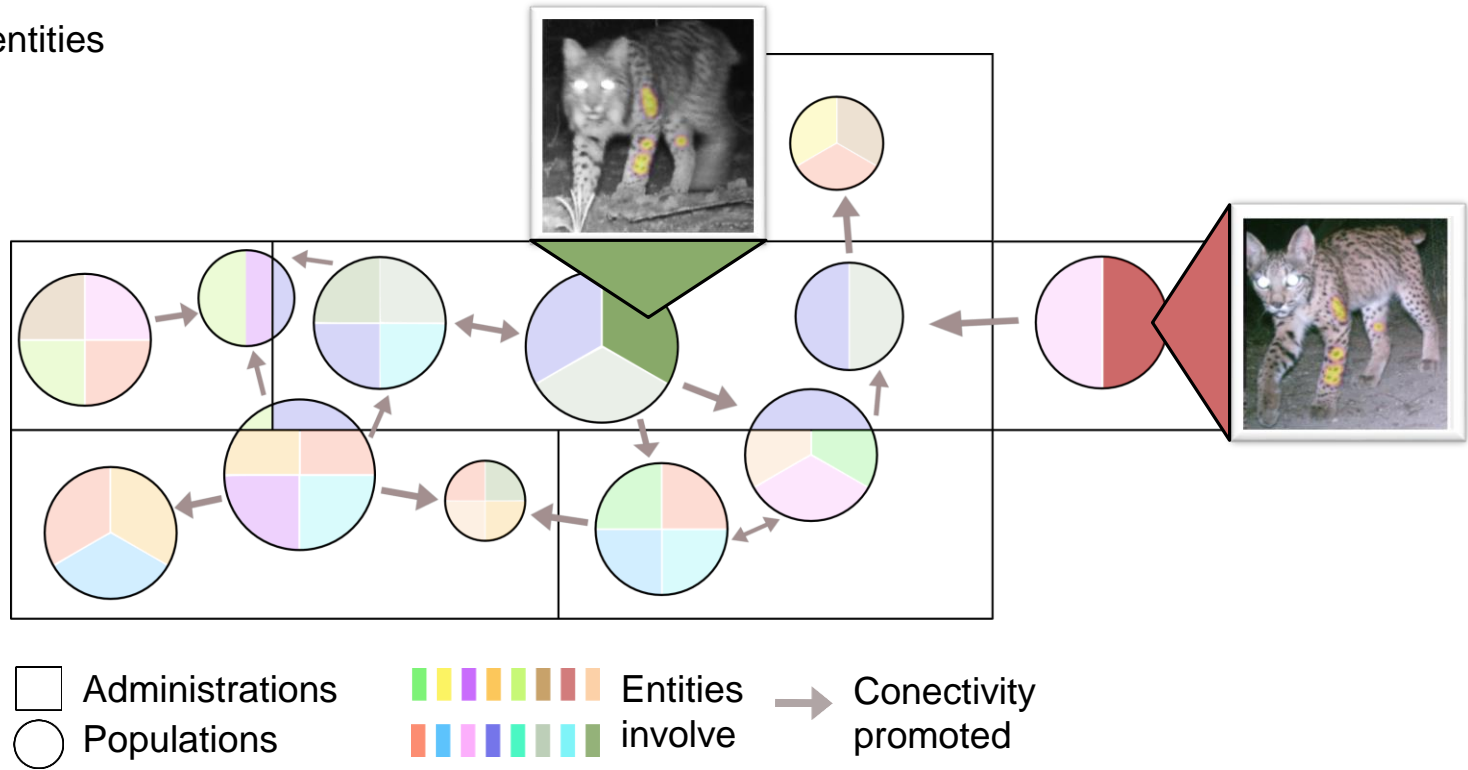 entities
Administrations
Populations
Entities
involve
Conectivity
promoted